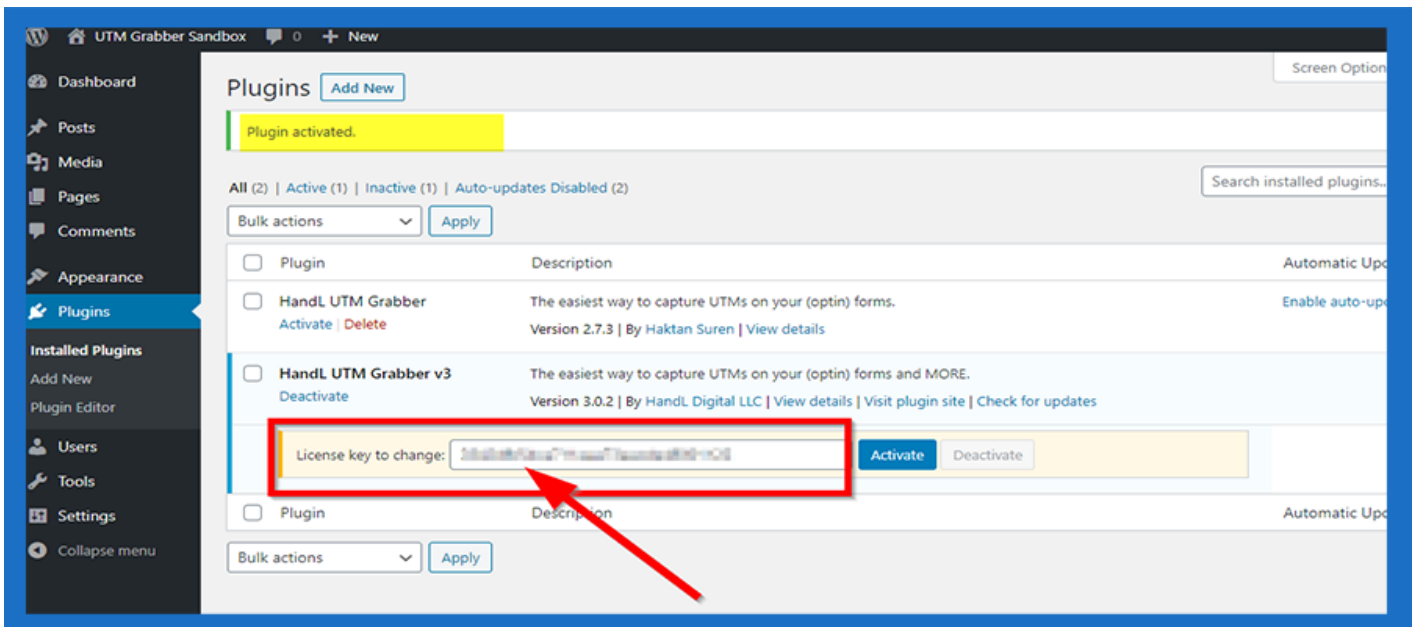 UTM Grabber Sandbox 0 + New
Dashboard
Posts
Media
Pages
Comments
Appearance
Plugins
Installed Plugins
Add New
Plugin Editor
Users
Tools
Settings
Collapse menu
Screen Option
Plugins Add New
Plugin activated.
All (2) | Active (1) | Inactive (1) | Auto-updates Disabled (2)
Search installed plugins..
Bulk actions Apply
Plugin Description Automatic Upd
HandL UTM Grabber The easiest way to capture UTMs on your (optin) forms. Enable auto-upd
Activate | Delete Version 2.7.3 | By Haktan Suren | View details
HandL UTM Grabber v3 The easiest way to capture UTMs on your (optin) forms and MORE.
Deactivate Version 3.0.2 | By HandL Digital LLC | View details | Visit plugin site | Check for updates
License key to change: Activate Deactivate
Plugin Description Automatic Upd
Bulk actions Apply